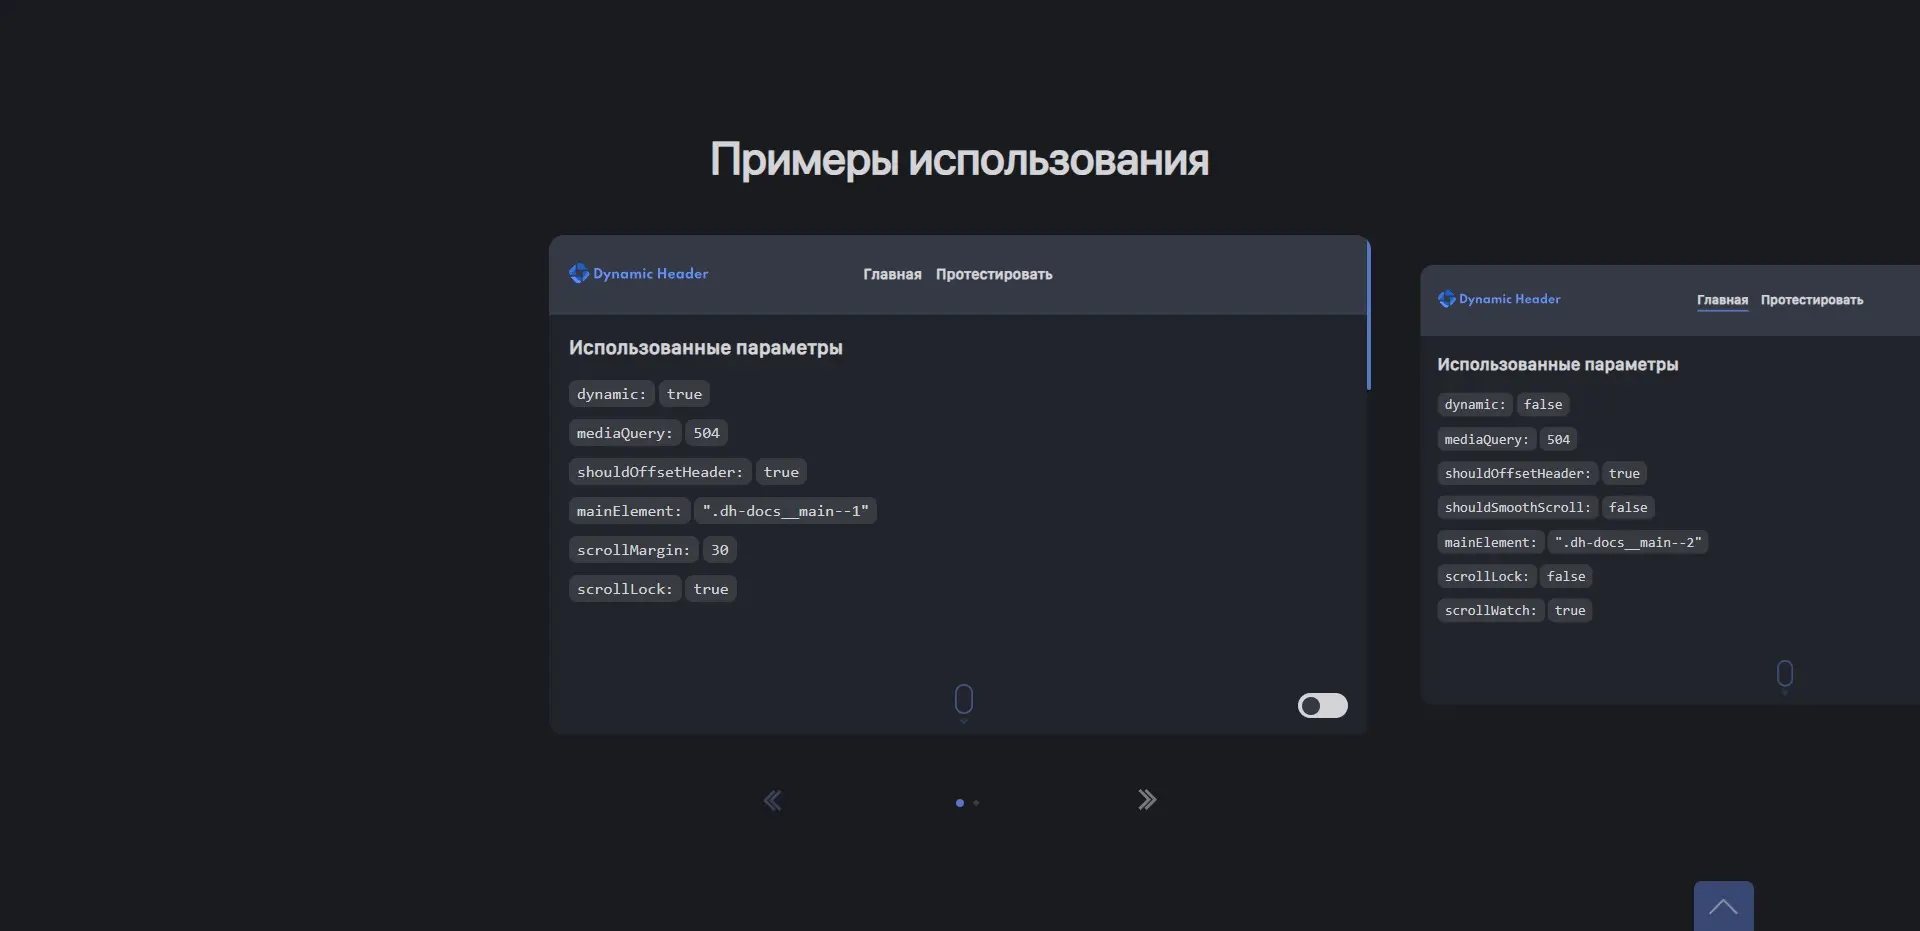 Примеры использования
Dynamic Header
Главная Протестировать
Использованные параметры
dynamic: true
mediaQuery: 504
shouldOffsetHeader: true
mainElement: ".dh-docs__main--1"
scrollMargin: 30
scrollLock: true
Dynamic Header
Главная Протестировать
Использованные параметры
dynamic: false
mediaQuery: 504
shouldOffsetHeader: true
shouldSmoothScroll: false
mainElement: ".dh-docs__main--2"
scrollLock: false
scrollWatch: true